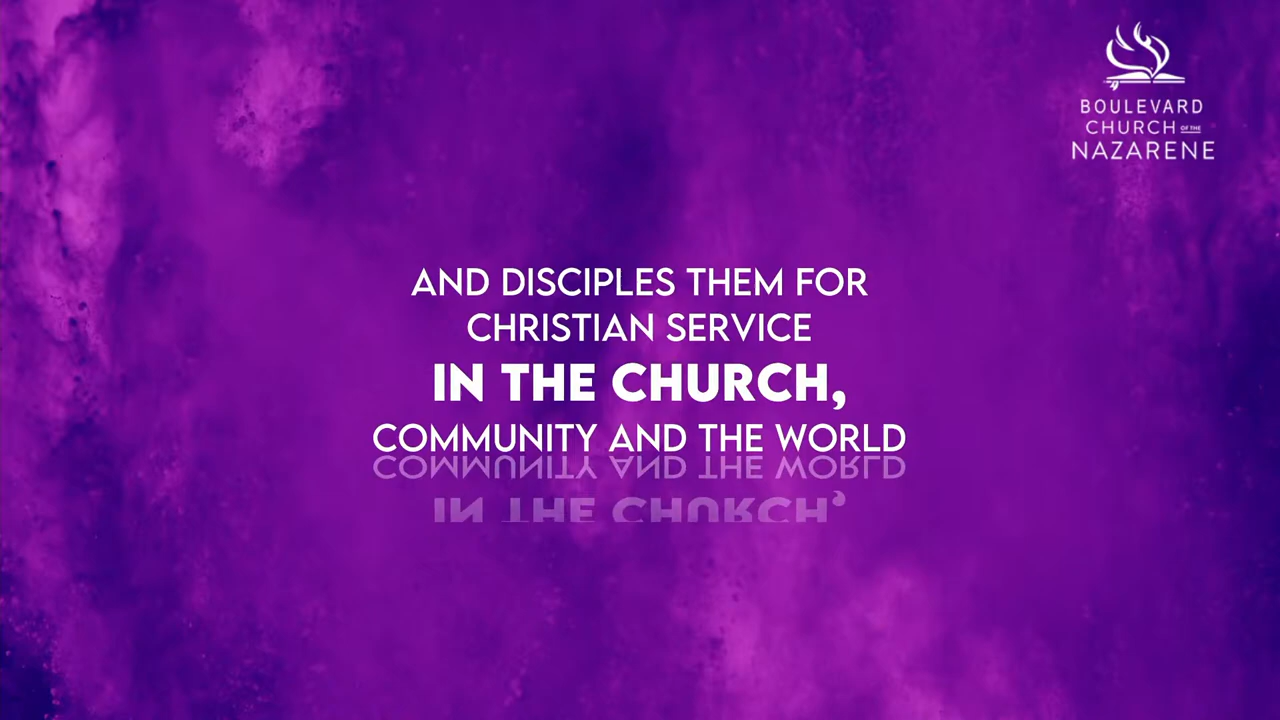 BOULEVARD
CHURCH OF THE
NAZARENE
AND DISCIPLES THEM FOR
CHRISTIAN SERVICE
IN THE CHURCH,
COMMUNITY AND THE WORLD